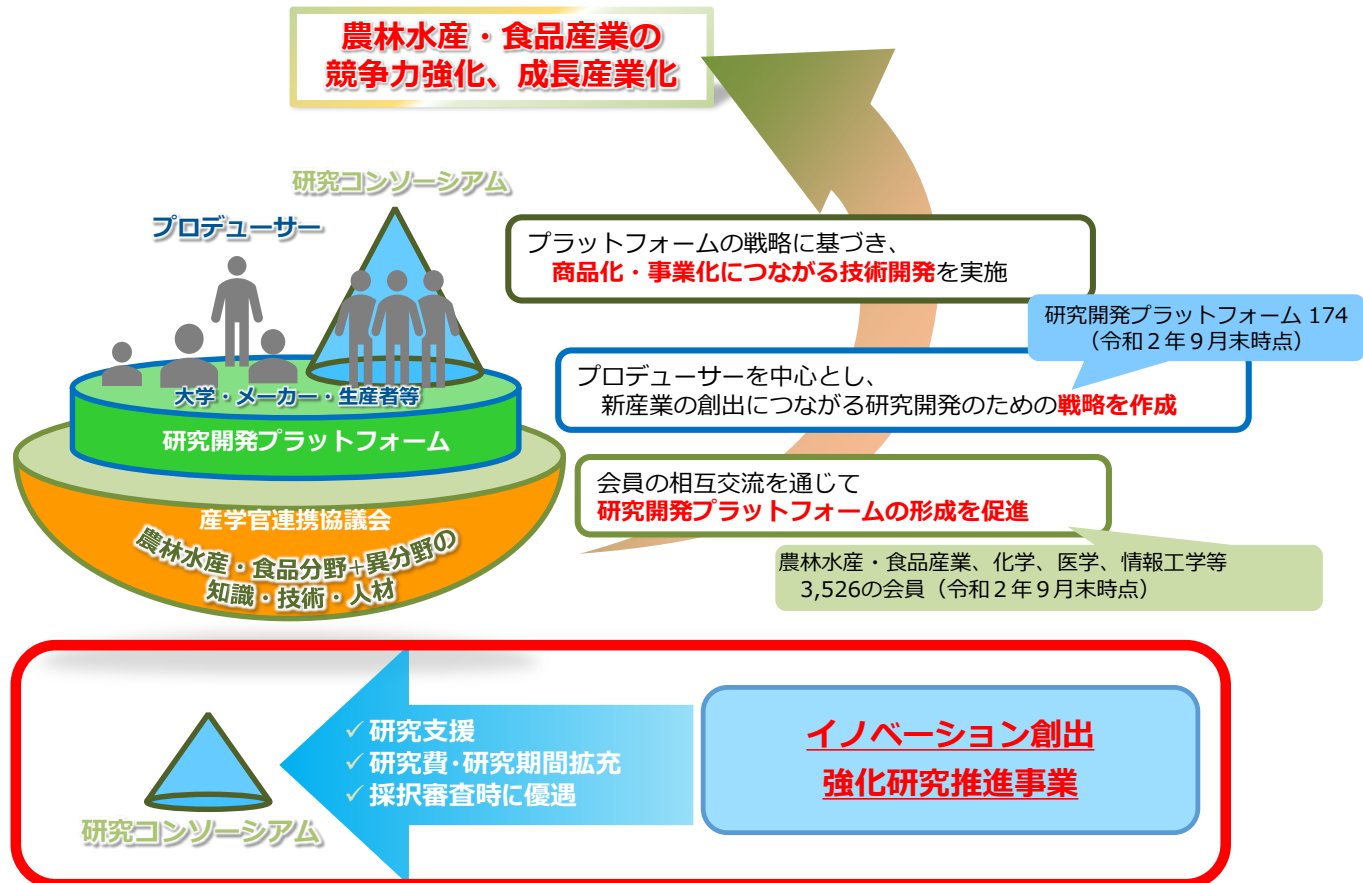 農林水産・食品産業の
競争力強化、成長産業化
研究コンソーシアム
プロデューサー
プラットフォームの戦略に基づき、
商品化・事業化につながる技術開発を実施
研究開発プラットフォーム 174
（令和２年９月末時点）
プロデューサーを中心とし、
新産業の創出につながる研究開発のための戦略を作成
大学・メーカー・生産者等
研究開発プラットフォーム
会員の相互交流を通じて
研究開発プラットフォームの形成を促進
産学官連携協議会
農林水産・食品分野+異分野の
知識・技術・人材
農林水産・食品産業、化学、医学、情報工学等
3,526の会員（令和２年９月末時点）
✓研究支援
✓研究費・研究期間拡充
✓採択審査時に優遇
イノベーション創出
強化研究推進事業
研究コンソーシアム